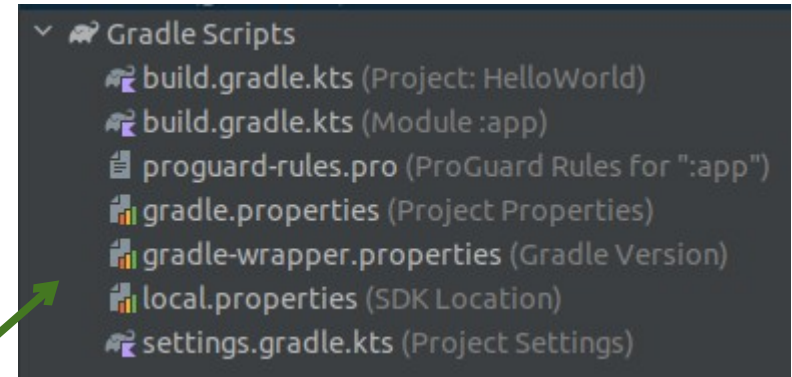 Gradle Scripts
build.gradle.kts (Project: HelloWorld)
build.gradle.kts (Module :app)
proguard-rules.pro (ProGuard Rules for ":app")
gradle.properties (Project Properties)
gradle-wrapper.properties (Gradle Version)
local.properties (SDK Location)
settings.gradle.kts (Project Settings)